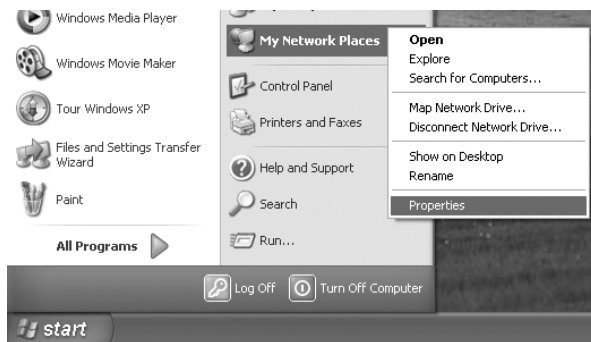 Windows Media Player
Windows Movie Maker
Tour Windows XP
Files and Settings Transfer
Wizard
Paint
All Programs
My Network Places
Control Panel
Printers and Faxes
Help and Support
Search
Run...
Open
Explore
Search for Computers...
Map Network Drive...
Disconnect Network Drive...
Show on Desktop
Rename
Properties
Log Off
Turn Off Computer
start